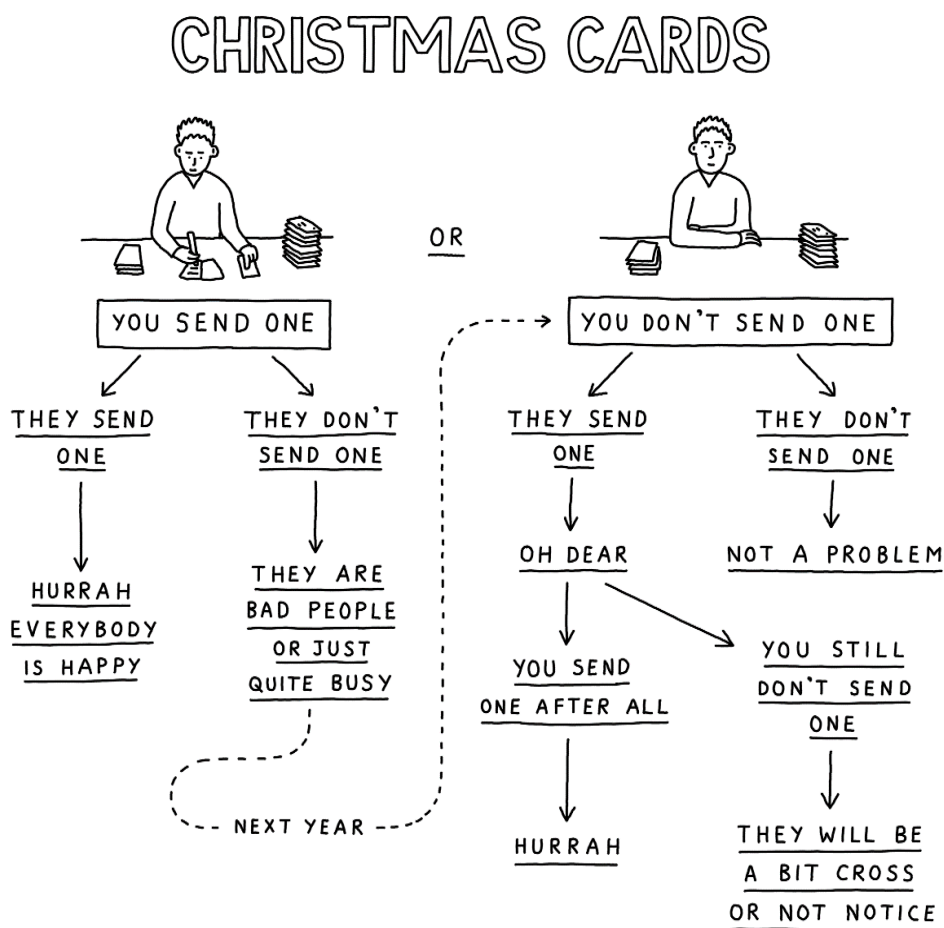 CHRISTMAS CARDS
OR
YOU SEND ONE
THEY SEND
ONE
HURRAH
EVERYBODY
IS HAPPY
THEY DON'T
SEND ONE
THEY ARE
BAD PEOPLE
OR JUST
QUITE BUSY
NEXT YEAR
YOU DON'T SEND ONE
THEY SEND
ONE
OH DEAR
YOU SEND
ONE AFTER ALL
HURRAH
YOU STILL
DON'T SEND
ONE
THEY WILL BE
A BIT CROSS
OR NOT NOTICE
THEY DON'T
SEND ONE
NOT A PROBLEM